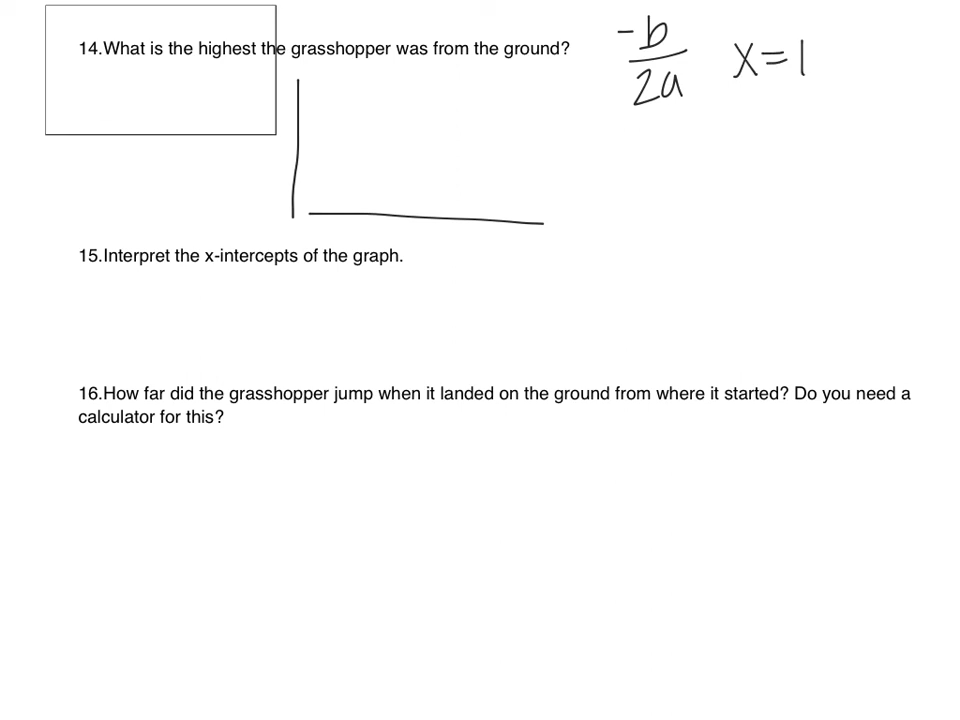 14.What is the highest the grasshopper was from the ground?
-b
2a
x=1
15.Interpret the x-intercepts of the graph.
16.How far did the grasshopper jump when it landed on the ground from where it started? Do you need a
calculator for this?